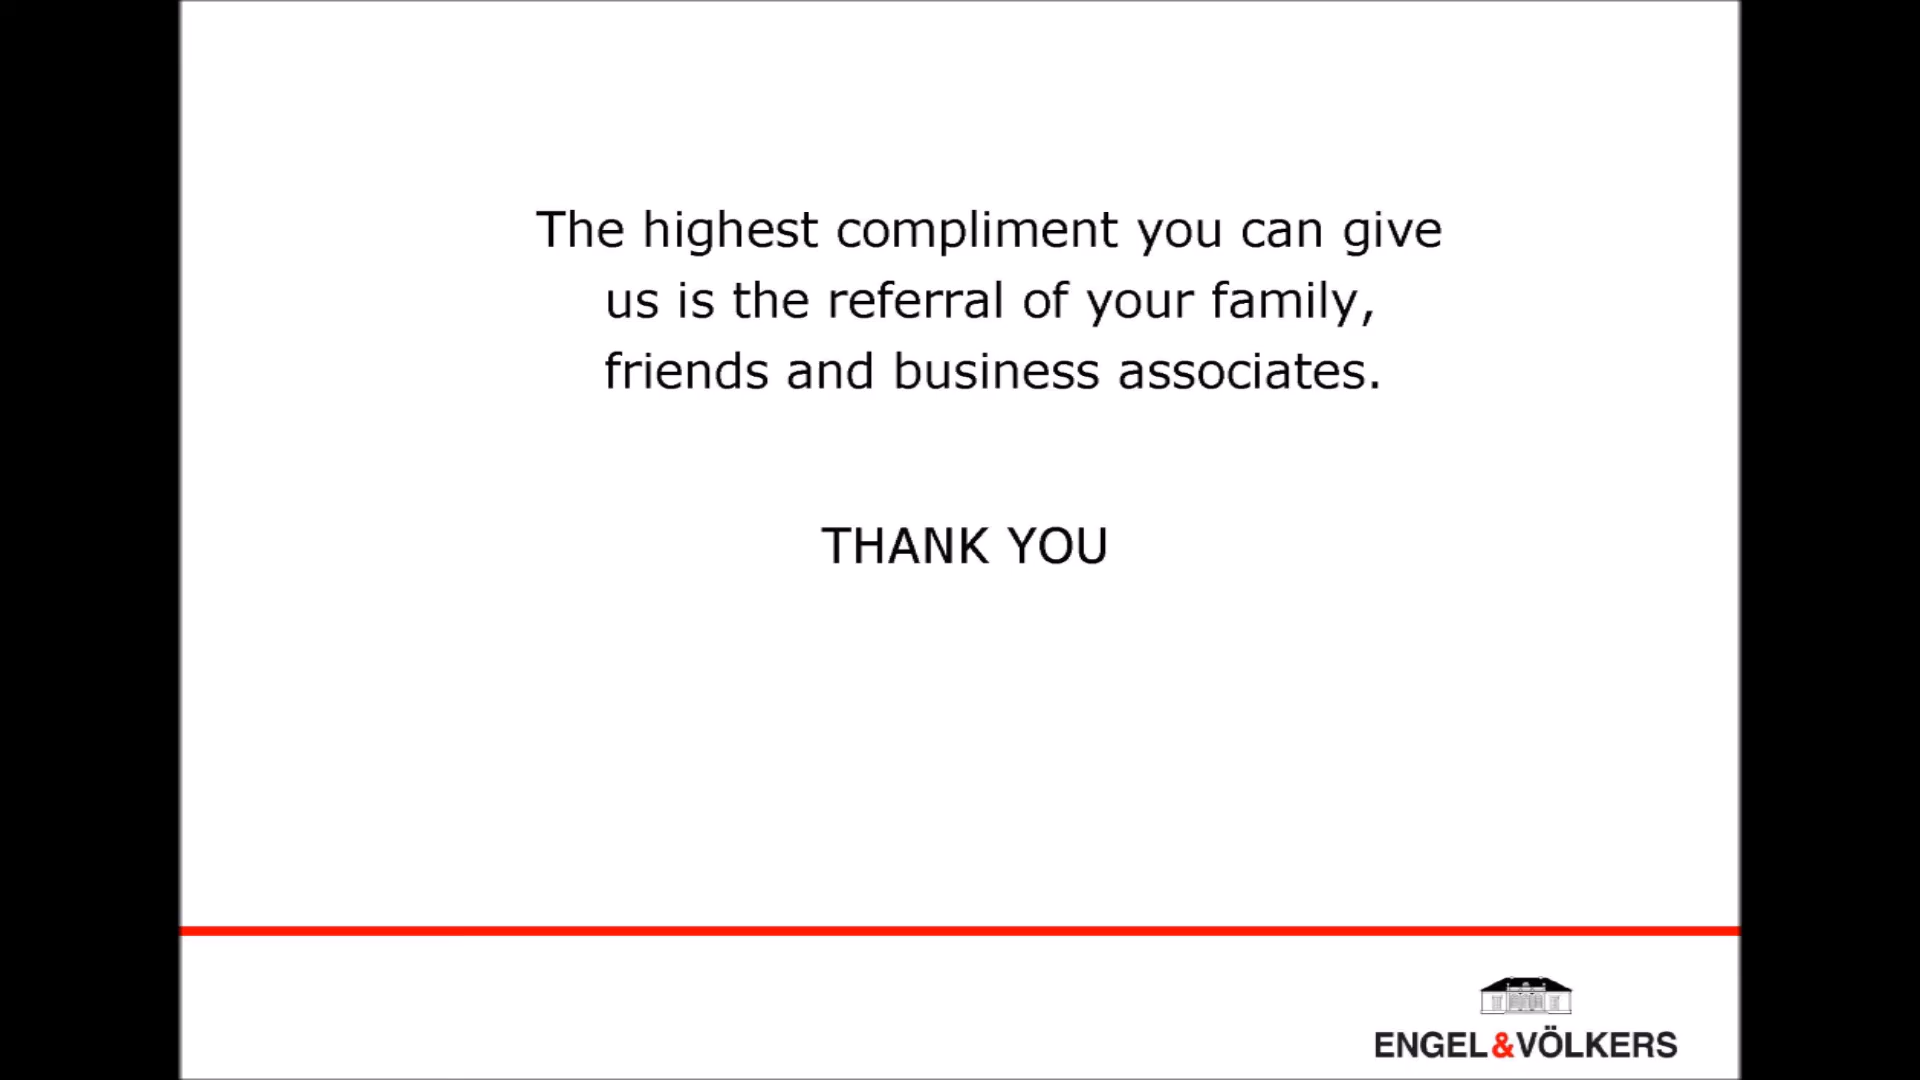 The highest compliment you can give
us is the referral of your family,
friends and business associates.
THANK YOU
ENGEL&VÖLKERS